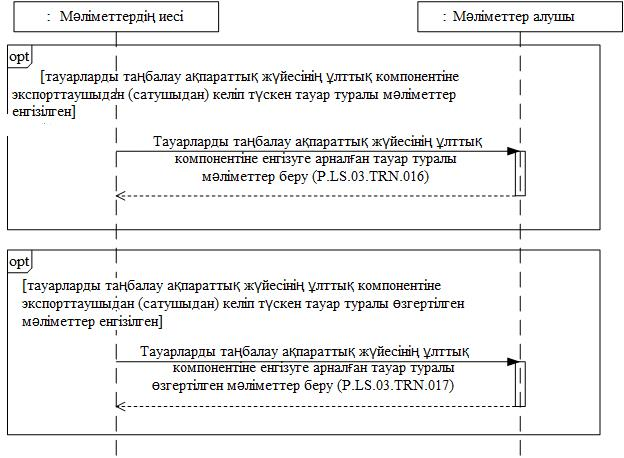 : Мәліметтердің иесі
: Мәліметтер алушы
opt
[тауарларды таңбалау ақпараттық жүйесінің ұлттық компонентіне
экспорттаушыдан (сатушыдан) келіп түскен тауар туралы мәліметтер
енгізілген]
Тауарларды таңбалау ақпараттық жүйесінің ұлттық
компонентіне енгізуге арналған тауар туралы
мәліметтер беру (P.LS.03.TRN.016)
opt
[тауарларды таңбалау ақпараттық жүйесінің ұлттық компонентіне
экспорттаушыдан (сатушыдан) келіп түскен тауар туралы өзгертілген
мәліметтер енгізілген]
Тауарларды таңбалау ақпараттық жүйесінің ұлттық
компонентіне енгізуге арналған тауар туралы
өзгертілген мәліметтер беру (P.LS.03.TRN.017)